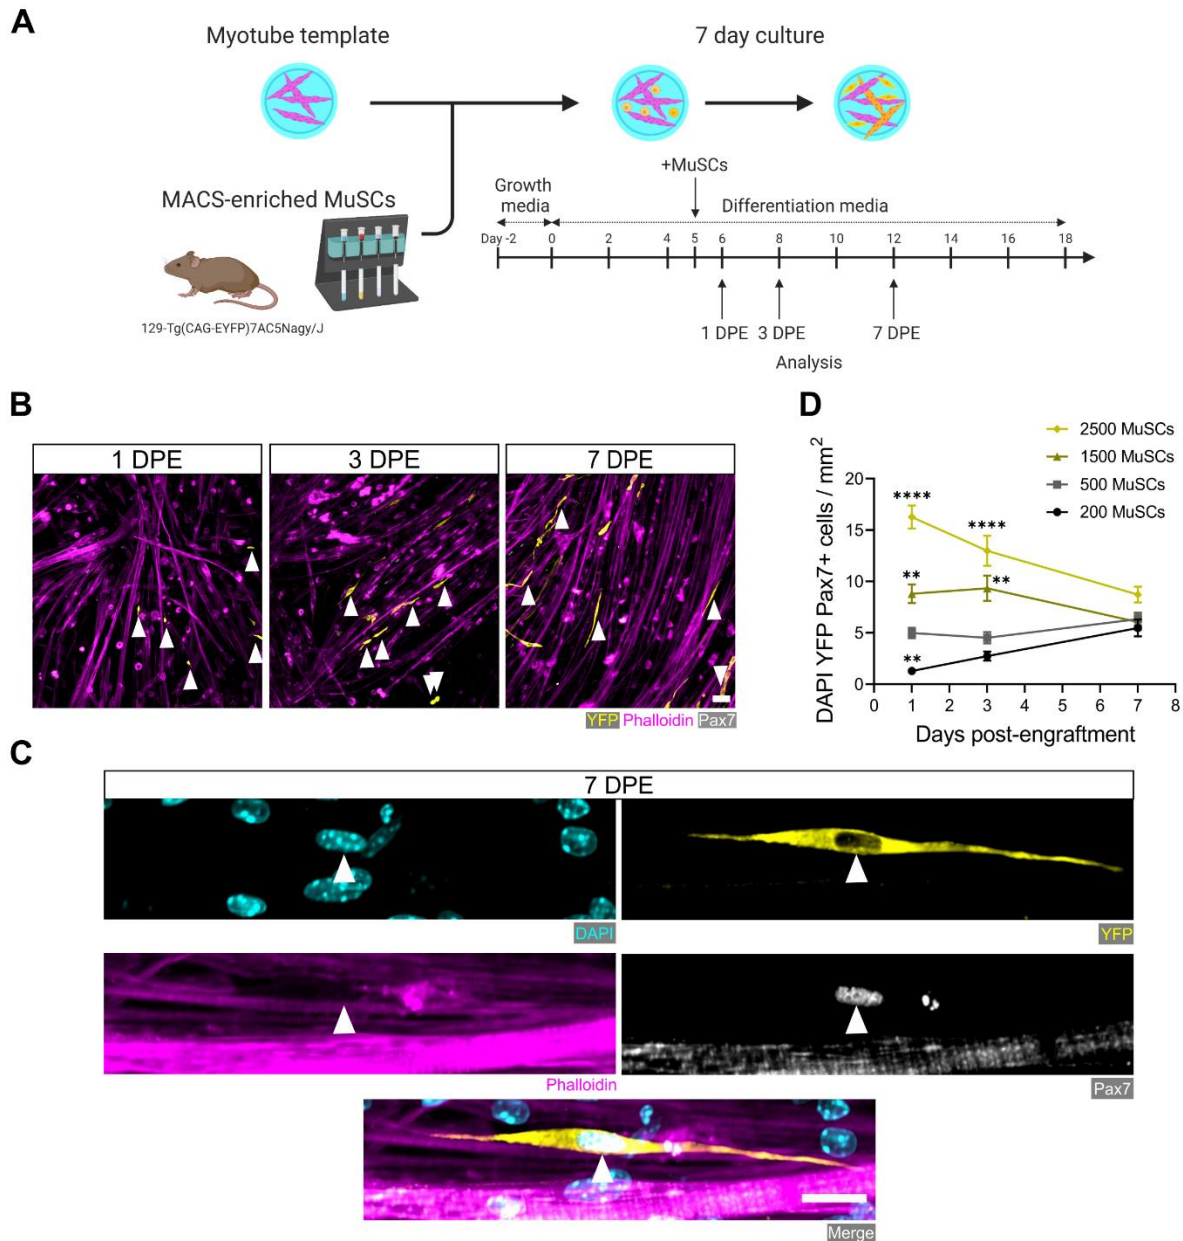 A
Myotube template
7 day culture
+MuSCs
MACS-enriched MuSCs
Growth
media
Differentiation media
Day -2 0 2 4 5 6 8 10 12 14 16 18
129-Tg(CAG-EYFP)7AC5Nagy/J
1 DPE 3 DPE 7 DPE
Analysis
B
1 DPE 3 DPE 7 DPE
YFP Phalloidin Pax7
D
2500 MuSCs
1500 MuSCs
500 MuSCs
200 MuSCs
DAPI YFP Pax7+ cells / mm²
20
15
10
5
0
**** ****
** **
**
0 1 2 3 4 5 6 7 8
Days post-engraftment
C
7 DPE
DAPI
YFP
Phalloidin
Pax7
Merge